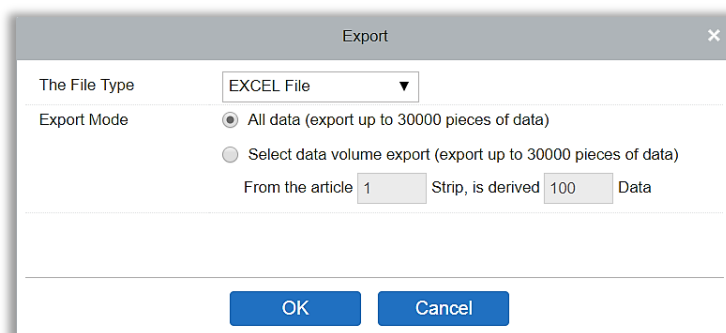 Export ×
The File Type EXCEL File ▼
Export Mode All data (export up to 30000 pieces of data)
Select data volume export (export up to 30000 pieces of data)
From the article 1 Strip, is derived 100 Data
OK Cancel